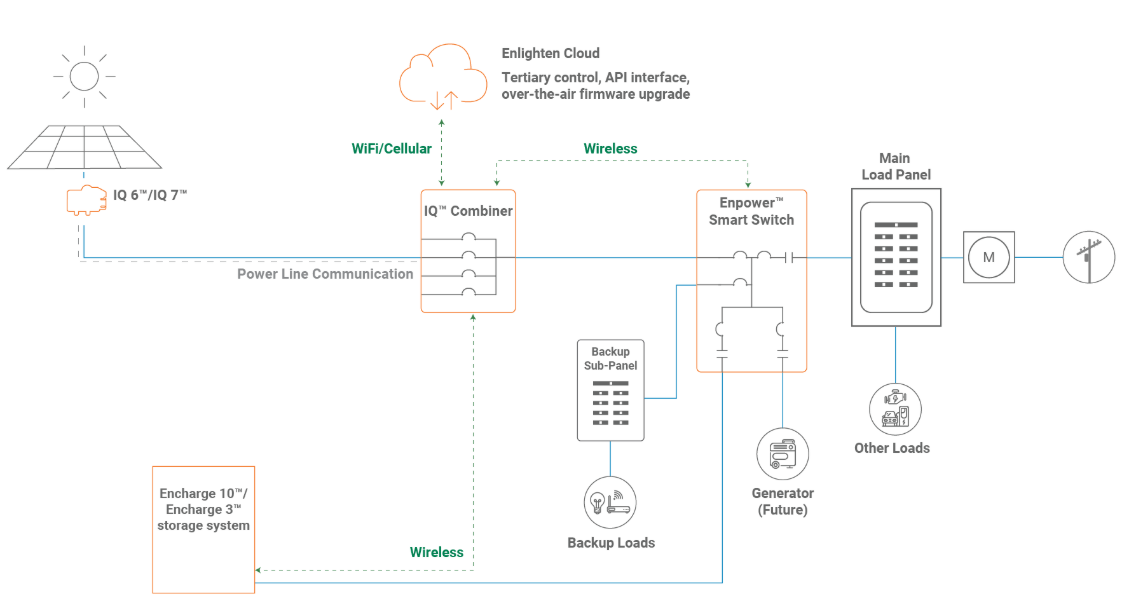 Enlighten Cloud
Tertiary control, API interface,
over-the-air firmware upgrade
WiFi/Cellular
Wireless
Main
Load Panel
IQ 6™/IQ 7™
IQ™ Combiner
Enpower™
Smart Switch
M
Power Line Communication
Backup
Sub-Panel
Other Loads
Generator
(Future)
Encharge 10™/
Encharge 3™
storage system
Backup Loads
Wireless